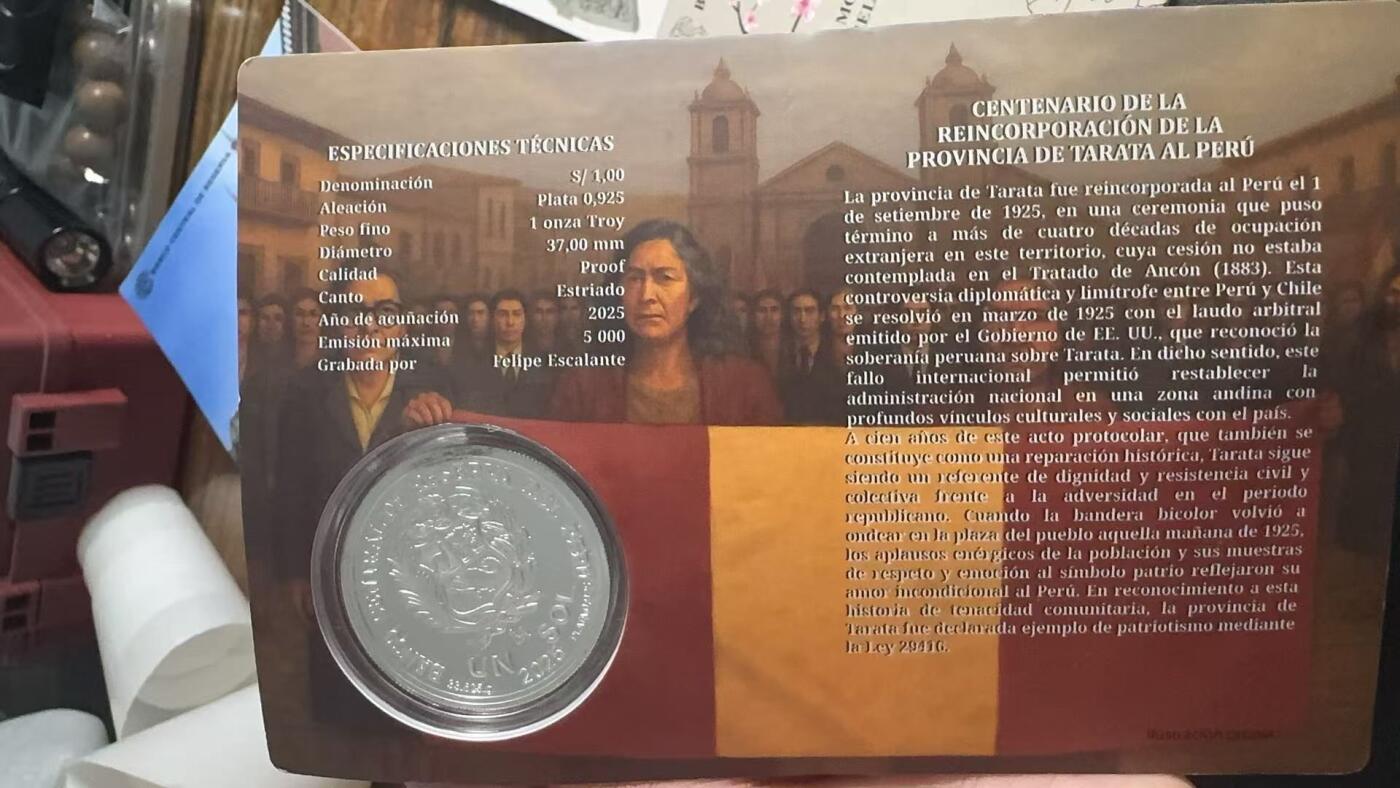 ESPECIFICACIONES TÉCNICAS
Denominación S/ 1,00
Aleación Plata 0,925
Peso fino 1 onza Troy
Diámetro 37,00 mm
Calidad Proof
Canto Estriado
Año de acuñación 2025
Emisión máxima 5 000
Grabada por Felipe Escalante
CENTENARIO DE LA
REINCORPORACIÓN DE LA
PROVINCIA DE TARATA AL PERÚ
La provincia de Tarata fue reincorporada al Perú el 1
de setiembre de 1925, en una ceremonia que puso
término a más de cuatro décadas de ocupación
extranjera en este territorio, cuya cesión no estaba
contemplada en el Tratado de Ancón (1883). Esta
controversia diplomática y limítrofe entre Perú y Chile
se resolvió en marzo de 1925 con el laudo arbitral
emitido por el Gobierno de EE. UU., que reconoció la
soberanía peruana sobre Tarata. En dicho sentido, este
fallo internacional permitió restablecer la
administración nacional en una zona andina con
profundos vínculos culturales y sociales con el país.
A cien años de este acto protocolar, que también se
constituye como una reparación histórica, Tarata sigue
siendo un referente de dignidad y resistencia civil y
colectiva frente a la adversidad en el periodo
republicano. Cuando la bandera bicolor volvió a
ondear en la plaza del pueblo aquella mañana de 1925,
los aplausos enérgicos de la población y sus muestras
de respeto y emoción al símbolo patrio reflejaron su
amor incondicional al Perú. En reconocimiento a esta
historia de tenacidad comunitaria, la provincia de
Tarata fue declarada ejemplo de patriotismo mediante
la Ley 29416.
UN SOL